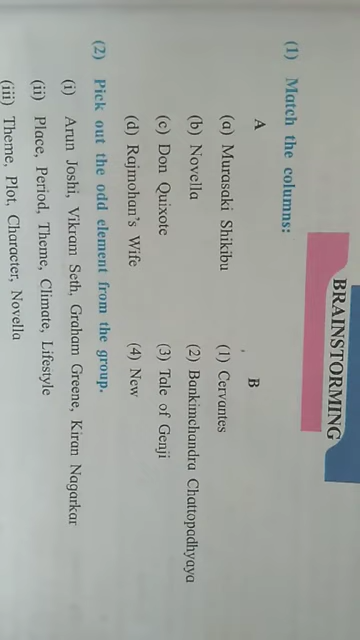 BRAINSTORMING
(1) Match the columns:
A B
(a) Murasaki Shikibu (1) Cervantes
(b) Novella (2) Bankimchandra Chattopadhyaya
(c) Don Quixote (3) Tale of Genji
(d) Rajmohan's Wife (4) New
(2) Pick out the odd element from the group.
(i) Arun Joshi, Vikram Seth, Graham Greene, Kiran Nagarkar
(ii) Place, Period, Theme, Climate, Lifestyle
(iii) Theme, Plot, Character, Novella